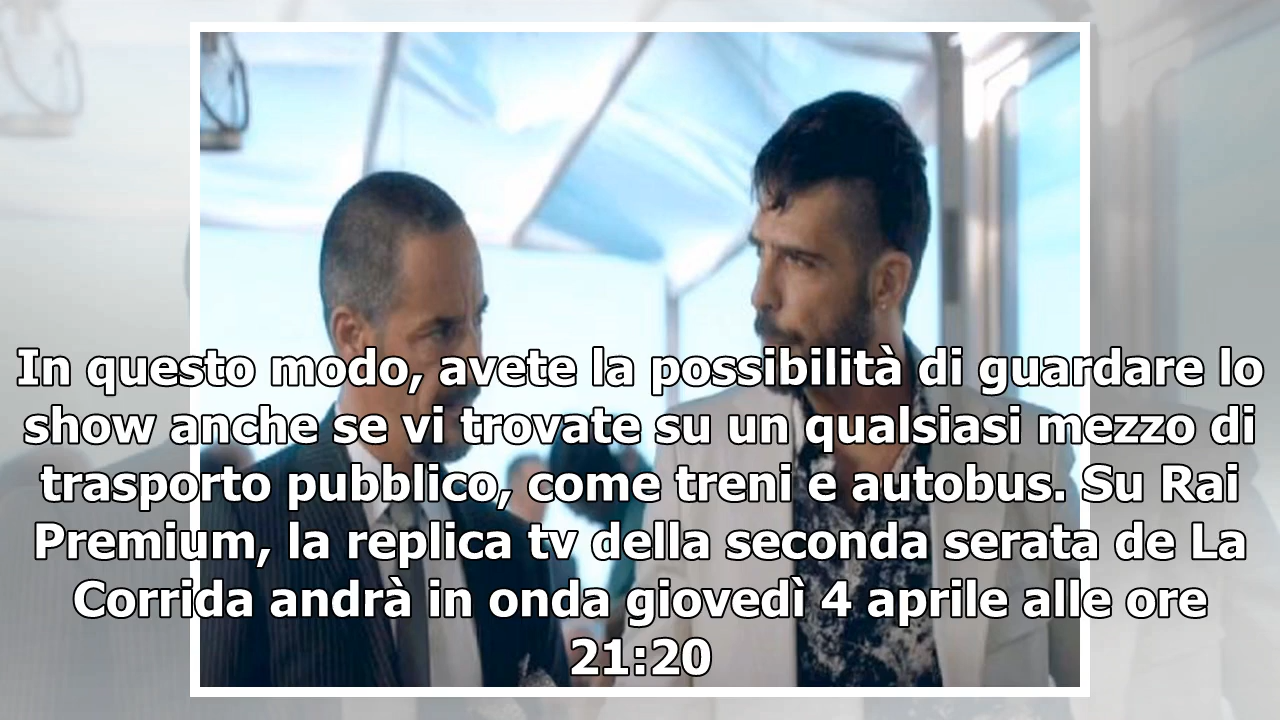 In questo modo, avete la possibilità di guardare lo
show anche se vi trovate su un qualsiasi mezzo di
trasporto pubblico, come treni e autobus. Su Rai
Premium, la replica tv della seconda serata de La
Corrida andrà in onda giovedì 4 aprile alle ore
21:20